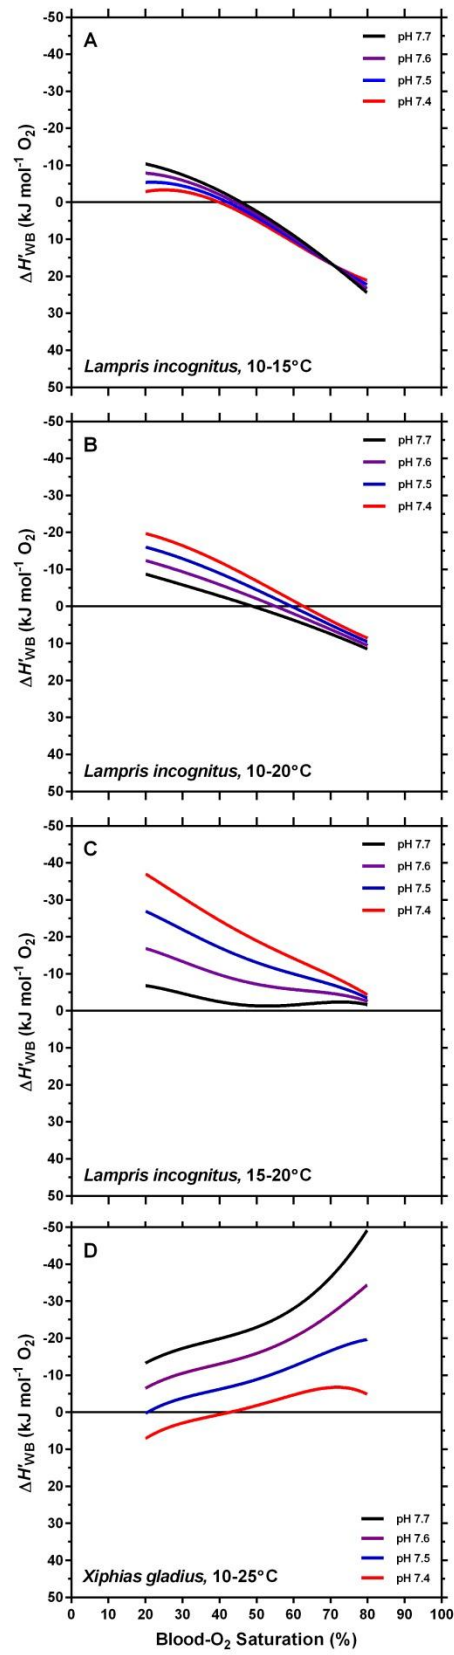 A
pH 7.7
pH 7.6
pH 7.5
pH 7.4
-50
-40
-30
-20
-10
0
10
20
30
40
50
ΔH′WB (kJ mol-1 O2)
Lampris incognitus, 10-15°C
B
pH 7.7
pH 7.6
pH 7.5
pH 7.4
-50
-40
-30
-20
-10
0
10
20
30
40
50
ΔH′WB (kJ mol-1 O2)
Lampris incognitus, 10-20°C
C
pH 7.7
pH 7.6
pH 7.5
pH 7.4
-50
-40
-30
-20
-10
0
10
20
30
40
50
ΔH′WB (kJ mol-1 O2)
Lampris incognitus, 15-20°C
D
-50
-40
-30
-20
-10
0
10
20
30
40
50
ΔH′WB (kJ mol-1 O2)
pH 7.7
pH 7.6
pH 7.5
pH 7.4
Xiphias gladius, 10-25°C
0 10 20 30 40 50 60 70 80 90 100
Blood-O2 Saturation (%)